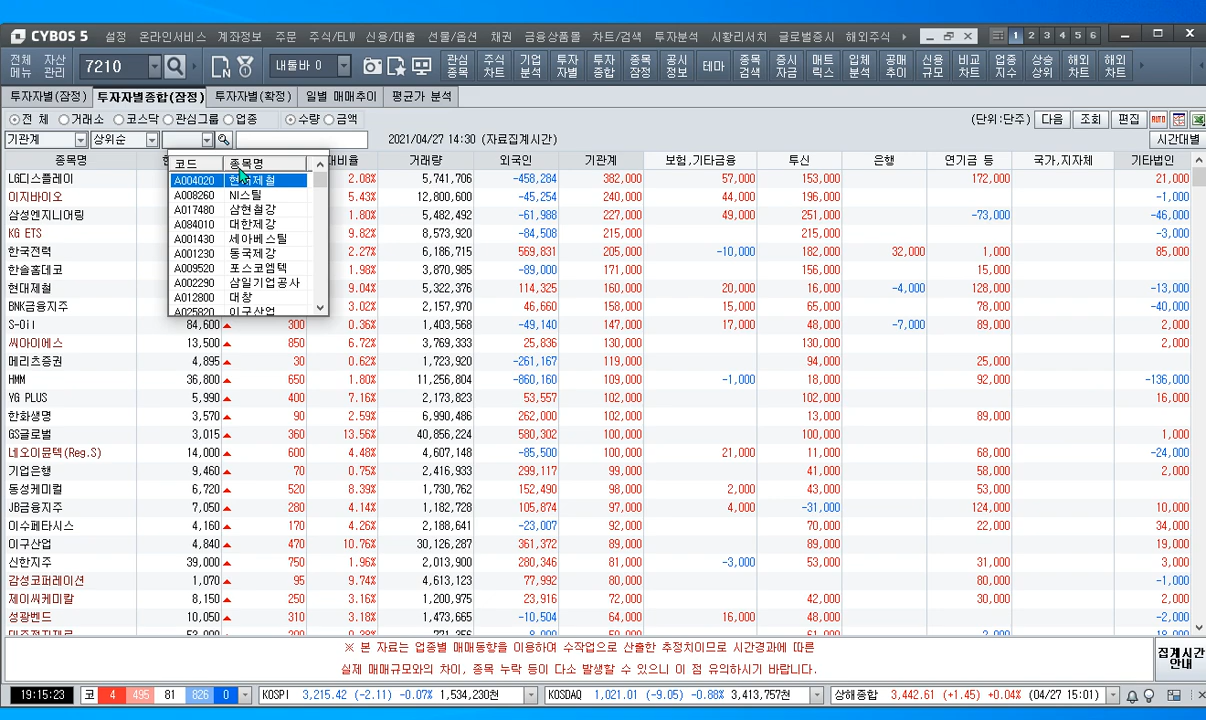 CYBOS 5 설정 온라인서비스 계좌정보 주문 주식/ELW 신용/대출 선물/옵션 채권 금융상품 차트/검색 투자분석 시황리서치 글로벌증시 해외주식 1 2 3 4 5 6
전체메뉴 자산관리 7210 내툴바 0 관심종목 주식차트 기업분석 투자자별 투자종합 종목잠정 공시정보 테마 종목검색 증시자금 매트릭스 입체분석 공매추이 신용규모 비교차트 업종지수 상승상위 해외차트 해외차트
투자자별(잠정) 투자자별종합(잠정) 투자자별(확정) 일별 매매추이 평균가 분석
전 체 거래소 코스닥 관심그룹 업종 수량 금액 (단위:단주) 다음 조회 편집 AUTO
기관계 상위순 2021/04/27 14:30 (자료집계시간) 시간대별
종목명 대비율 거래량 외국인 기관계 보험,기타금융 투신 은행 연기금 등 국가,지자체 기타법인
코드 종목명
A004020 현대제철
A008260 NI스틸
A017480 삼현철강
A084010 대한제강
A001430 세아베스틸
A001230 동국제강
A009520 포스코엠텍
A002290 삼일기업공사
A012800 대창
A025820 이구산업
LG디스플레이 2.08% 5,741,706 -458,284 382,000 57,000 153,000 172,000 21,000
이지바이오 5.43% 12,800,600 -45,254 240,000 44,000 196,000 -1,000
삼성엔지니어링 1.80% 5,482,492 -61,988 227,000 49,000 251,000 -73,000 -46,000
KG ETS 9.82% 8,573,920 -84,508 215,000 215,000 -3,000
한국전력 2.27% 6,186,715 569,831 205,000 -10,000 182,000 32,000 1,000 85,000
한솔홈데코 1.98% 3,870,985 -89,000 171,000 156,000 15,000
현대제철 9.04% 5,322,376 114,325 160,000 20,000 16,000 -4,000 128,000 -13,000
BNK금융지주 3.02% 2,157,970 46,660 158,000 15,000 65,000 78,000 -40,000
S-Oil 84,600 300 0.36% 1,403,568 -49,140 147,000 17,000 48,000 -7,000 89,000 2,000
씨아이에스 13,500 850 6.72% 3,769,333 25,836 130,000 130,000 2,000
메리츠증권 4,895 30 0.62% 1,723,920 -261,167 119,000 94,000 25,000
HMM 36,800 650 1.80% 11,256,804 -860,160 109,000 -1,000 18,000 92,000 -136,000
YG PLUS 5,990 400 7.16% 2,173,823 53,557 102,000 102,000 16,000
한화생명 3,570 90 2.59% 6,990,486 262,000 102,000 13,000 89,000
GS글로벌 3,015 360 13.56% 40,856,224 580,302 100,000 100,000 1,000
네오이뮨텍(Reg.S) 14,000 600 4.48% 4,607,148 -85,500 100,000 21,000 11,000 68,000 -24,000
기업은행 9,460 70 0.75% 2,416,933 299,117 99,000 41,000 58,000 2,000
동성케미컬 6,720 520 8.39% 1,730,762 152,490 98,000 2,000 43,000 53,000
JB금융지주 7,050 280 4.14% 1,182,728 105,874 97,000 4,000 -31,000 124,000 10,000
이수페타시스 4,160 170 4.26% 2,188,641 -23,007 92,000 70,000 22,000 34,000
이구산업 4,840 470 10.76% 30,126,287 361,372 89,000 89,000 19,000
신한지주 39,000 750 1.96% 2,013,900 280,346 81,000 -3,000 53,000 31,000 3,000
감성코퍼레이션 1,070 95 9.74% 4,613,123 77,992 80,000 80,000 -1,000
제이씨케미칼 8,150 250 3.16% 1,200,975 23,916 72,000 42,000 30,000 2,000
성광벤드 10,050 310 3.18% 1,473,665 -10,504 64,000 16,000 48,000 -2,000
※ 본 자료는 업종별 매매동향을 이용하여 수작업으로 산출한 추정치이므로 시간경과에 따른
실제 매매규모와의 차이, 종목 누락 등이 다소 발생할 수 있으니 이 점 유의하시기 바랍니다.
집계시간
안내
19:15:23 코 4 495 81 826 0 KOSPI 3,215.42 (-2.11) -0.07% 1,534,230천 KOSDAQ 1,021.01 (-9.05) -0.88% 3,413,757천 상해종합 3,442.61 (+1.45) +0.04% (04/27 15:01)